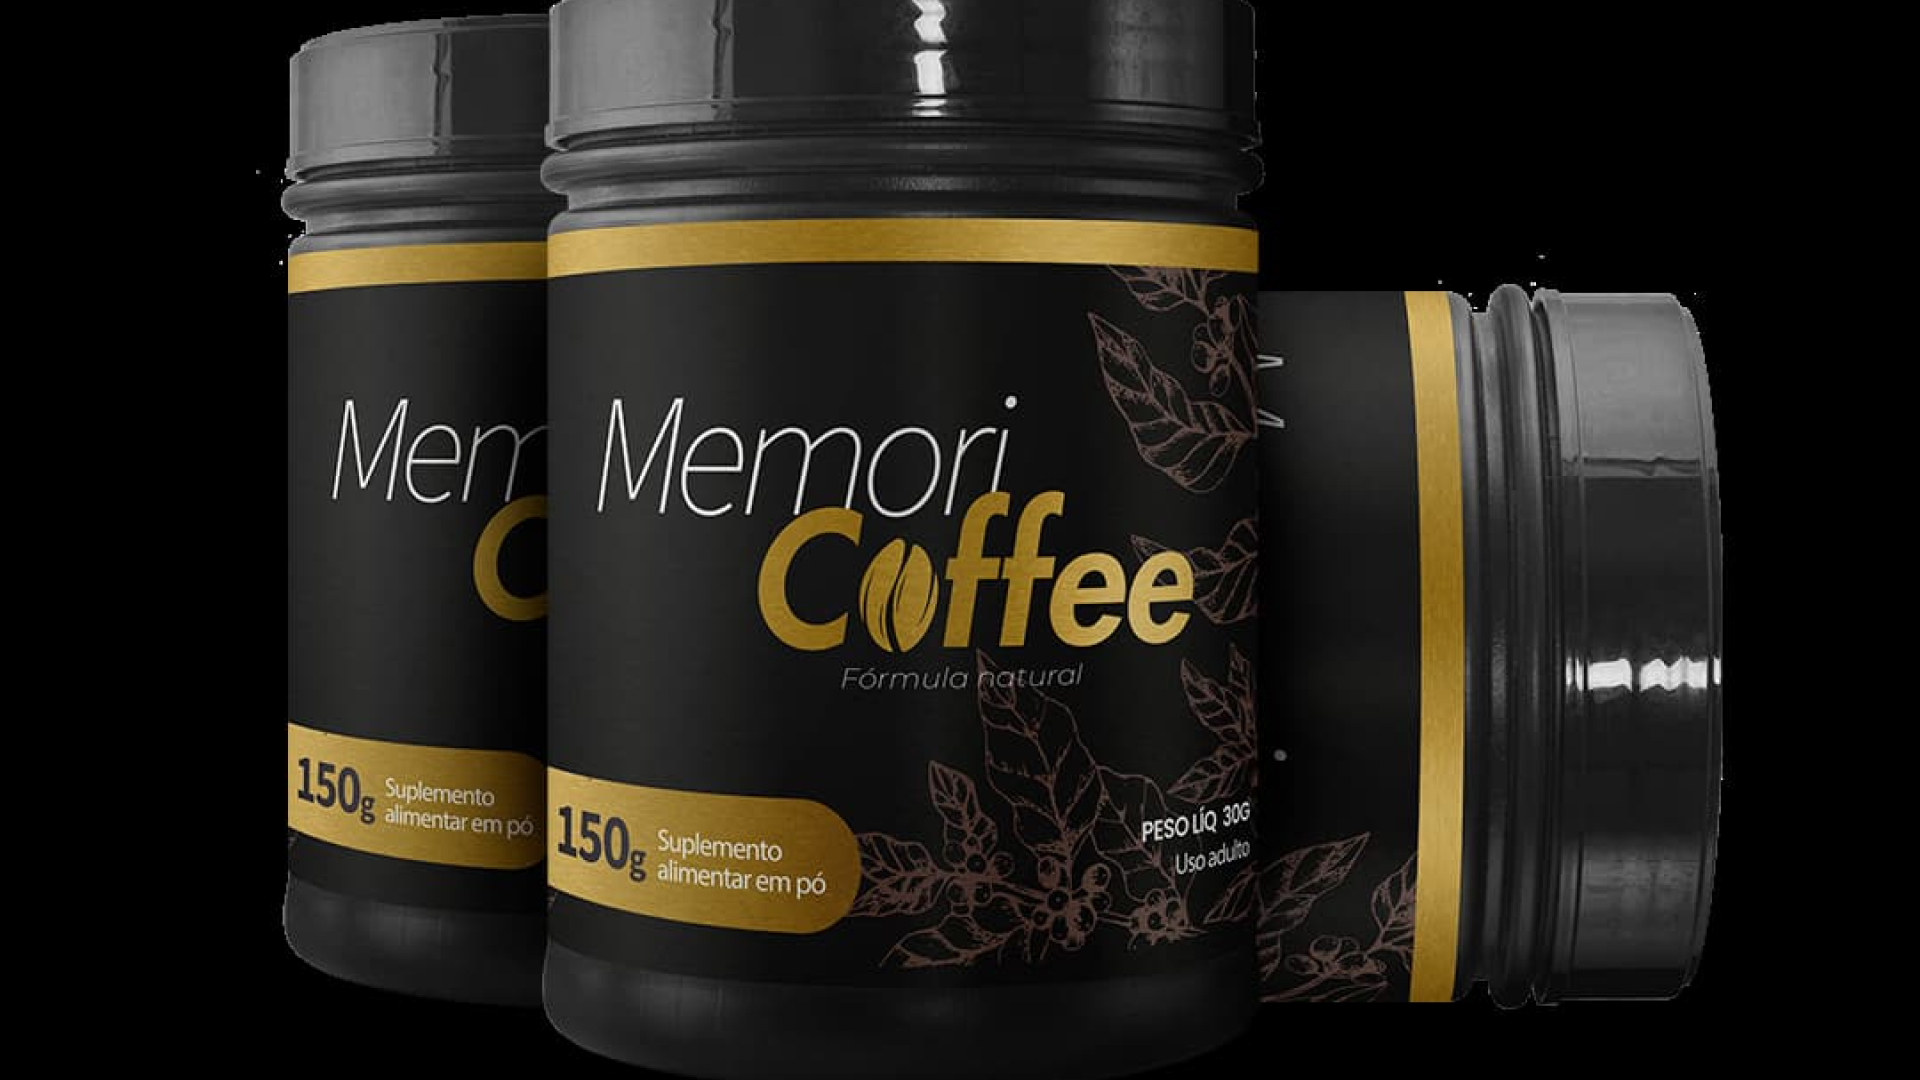 Mem
C
150g Suplemento
alimentar em pó
Memori
Coffee
Fórmula natural
150g Suplemento
alimentar em pó
PESO LÍQ 30G
Uso adulto